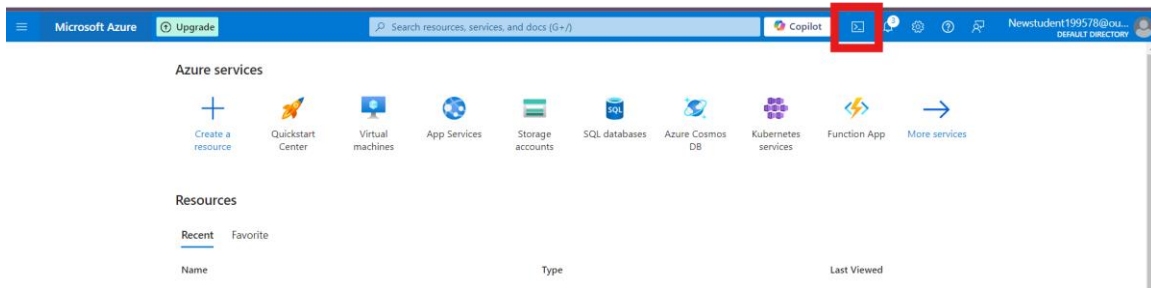 Microsoft Azure Upgrade Search resources, services, and docs (G+/) Copilot 3 Newstudent199578@ou...
DEFAULT DIRECTORY
Azure services
Create a resource
Quickstart Center
Virtual machines
App Services
Storage accounts
SQL databases
Azure Cosmos DB
Kubernetes services
Function App
More services
Resources
Recent Favorite
Name Type Last Viewed